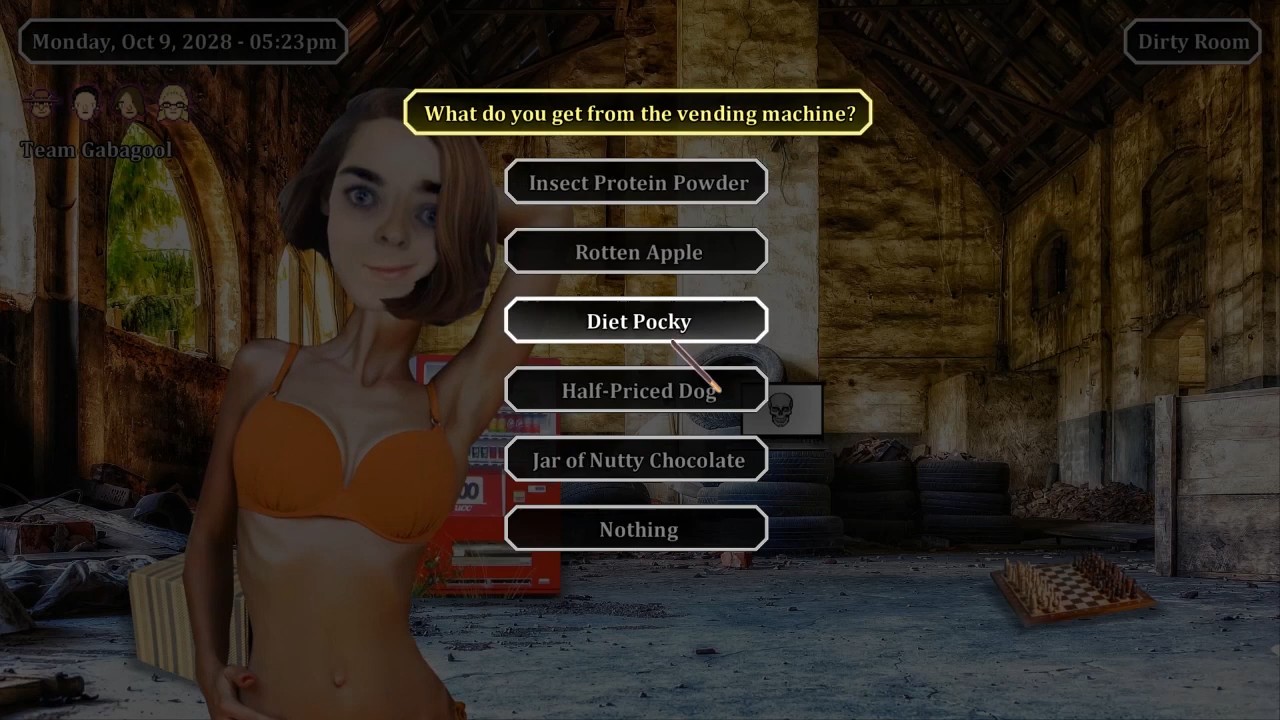 Monday, Oct 9, 2028 - 05:23pm
Dirty Room
Team Gabagool
What do you get from the vending machine?
Insect Protein Powder
Rotten Apple
Diet Pocky
Half-Priced Dog
Jar of Nutty Chocolate
Nothing